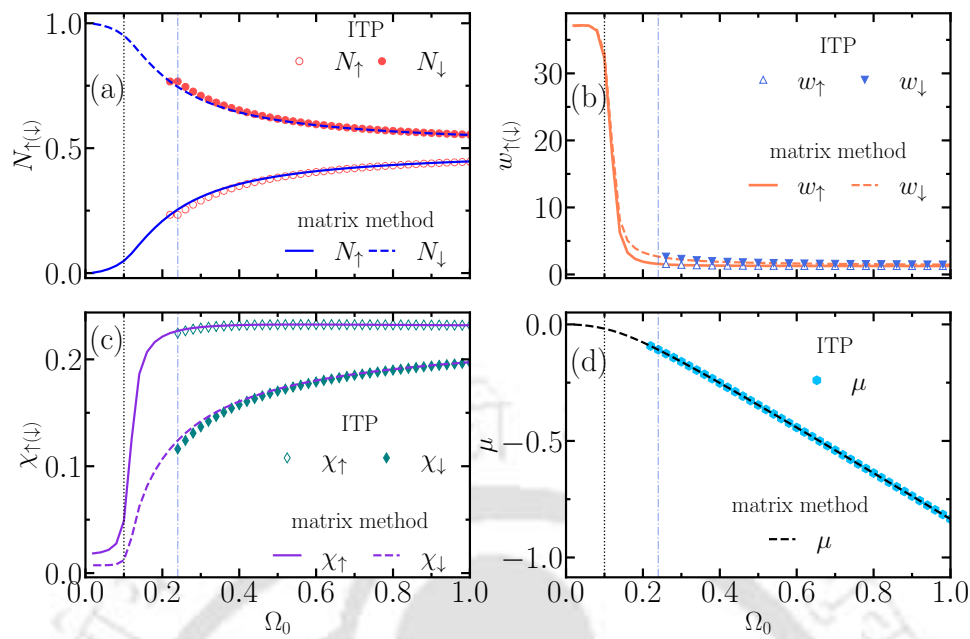 1.0
0.5
0.0
N↑(↓)
(a)
ITP
N↑ N↓
matrix method
N↑ N↓
30
20
10
0
w↑(↓)
(b)
ITP
w↑ w↓
matrix method
w↑ w↓
0.2
0.1
0.0
χ↑(↓)
(c)
ITP
χ↑ χ↓
matrix method
χ↑ χ↓
0.0 0.2 0.4 0.6 0.8 1.0
Ω₀
0.0
−0.5
−1.0
μ
(d)
ITP
μ
matrix method
μ
0.0 0.2 0.4 0.6 0.8 1.0
Ω₀